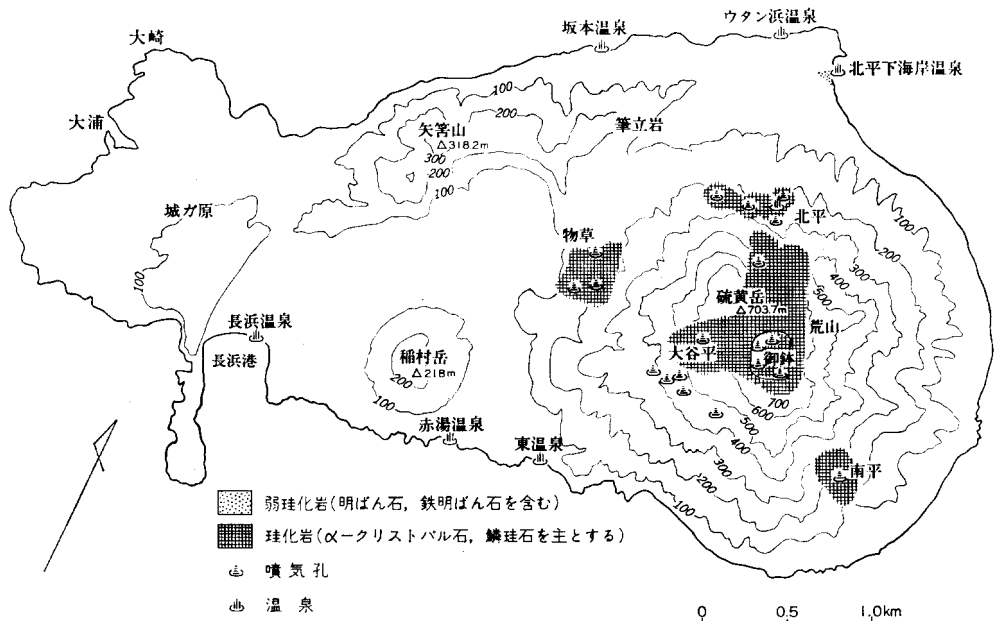 ウタン浜温泉
坂本温泉
大崎
北平下海岸温泉
大浦
100
200
矢筈山
△318.2m
300
200
100
筆立岩
城ガ原
100
物草
北平
100
200
300
400
500
硫黄岳
△703.7m
荒山
長浜温泉
長浜港
稲村岳
△218m
200
100
大谷平
御鉢
700
600
500
400
300
200
100
赤湯温泉
東温泉
南平
弱珪化岩(明ばん石,鉄明ばん石を含む)
珪化岩(α-クリストバル石,鱗珪石を主とする)
噴気孔
温泉
0 0.5 1.0km